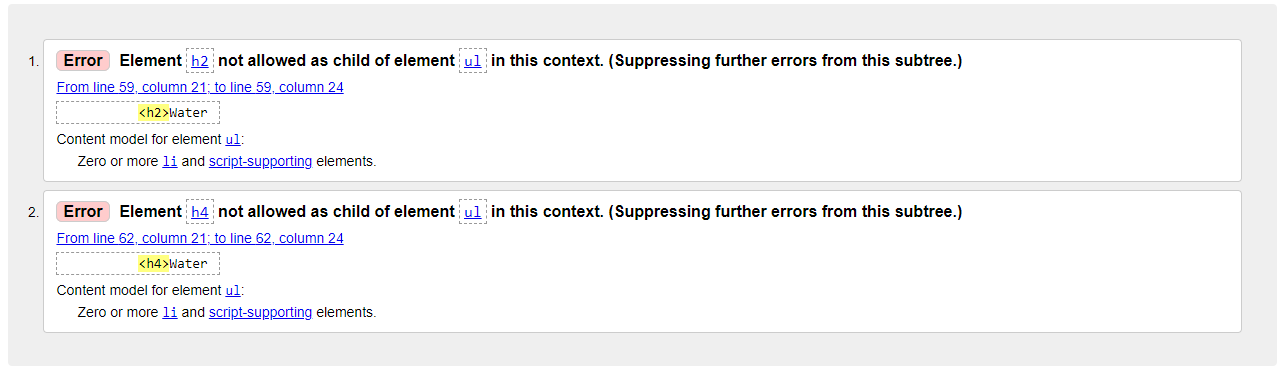 1. Error Element h2 not allowed as child of element ul in this context. (Suppressing further errors from this subtree.)
From line 59, column 21; to line 59, column 24
<h2>Water
Content model for element ul:
Zero or more li and script-supporting elements.
2. Error Element h4 not allowed as child of element ul in this context. (Suppressing further errors from this subtree.)
From line 62, column 21; to line 62, column 24
<h4>Water
Content model for element ul:
Zero or more li and script-supporting elements.